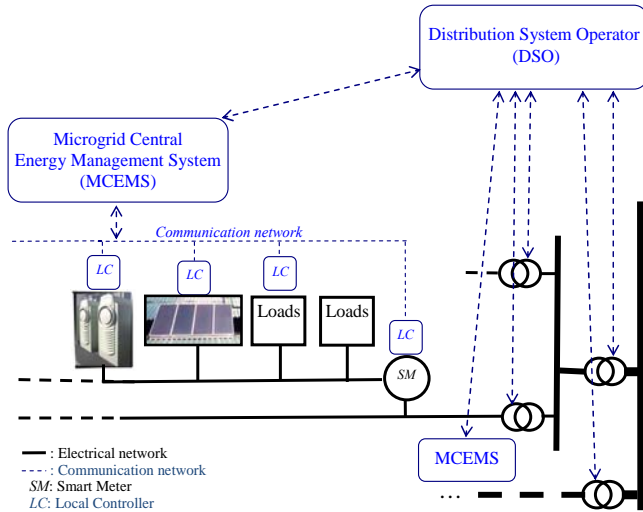 Distribution System Operator
(DSO)
Microgrid Central
Energy Management System
(MCEMS)
Communication network
LC
LC
LC
Loads
Loads
LC
SM
MCEMS
...
: Electrical network
: Communication network
SM: Smart Meter
LC: Local Controller